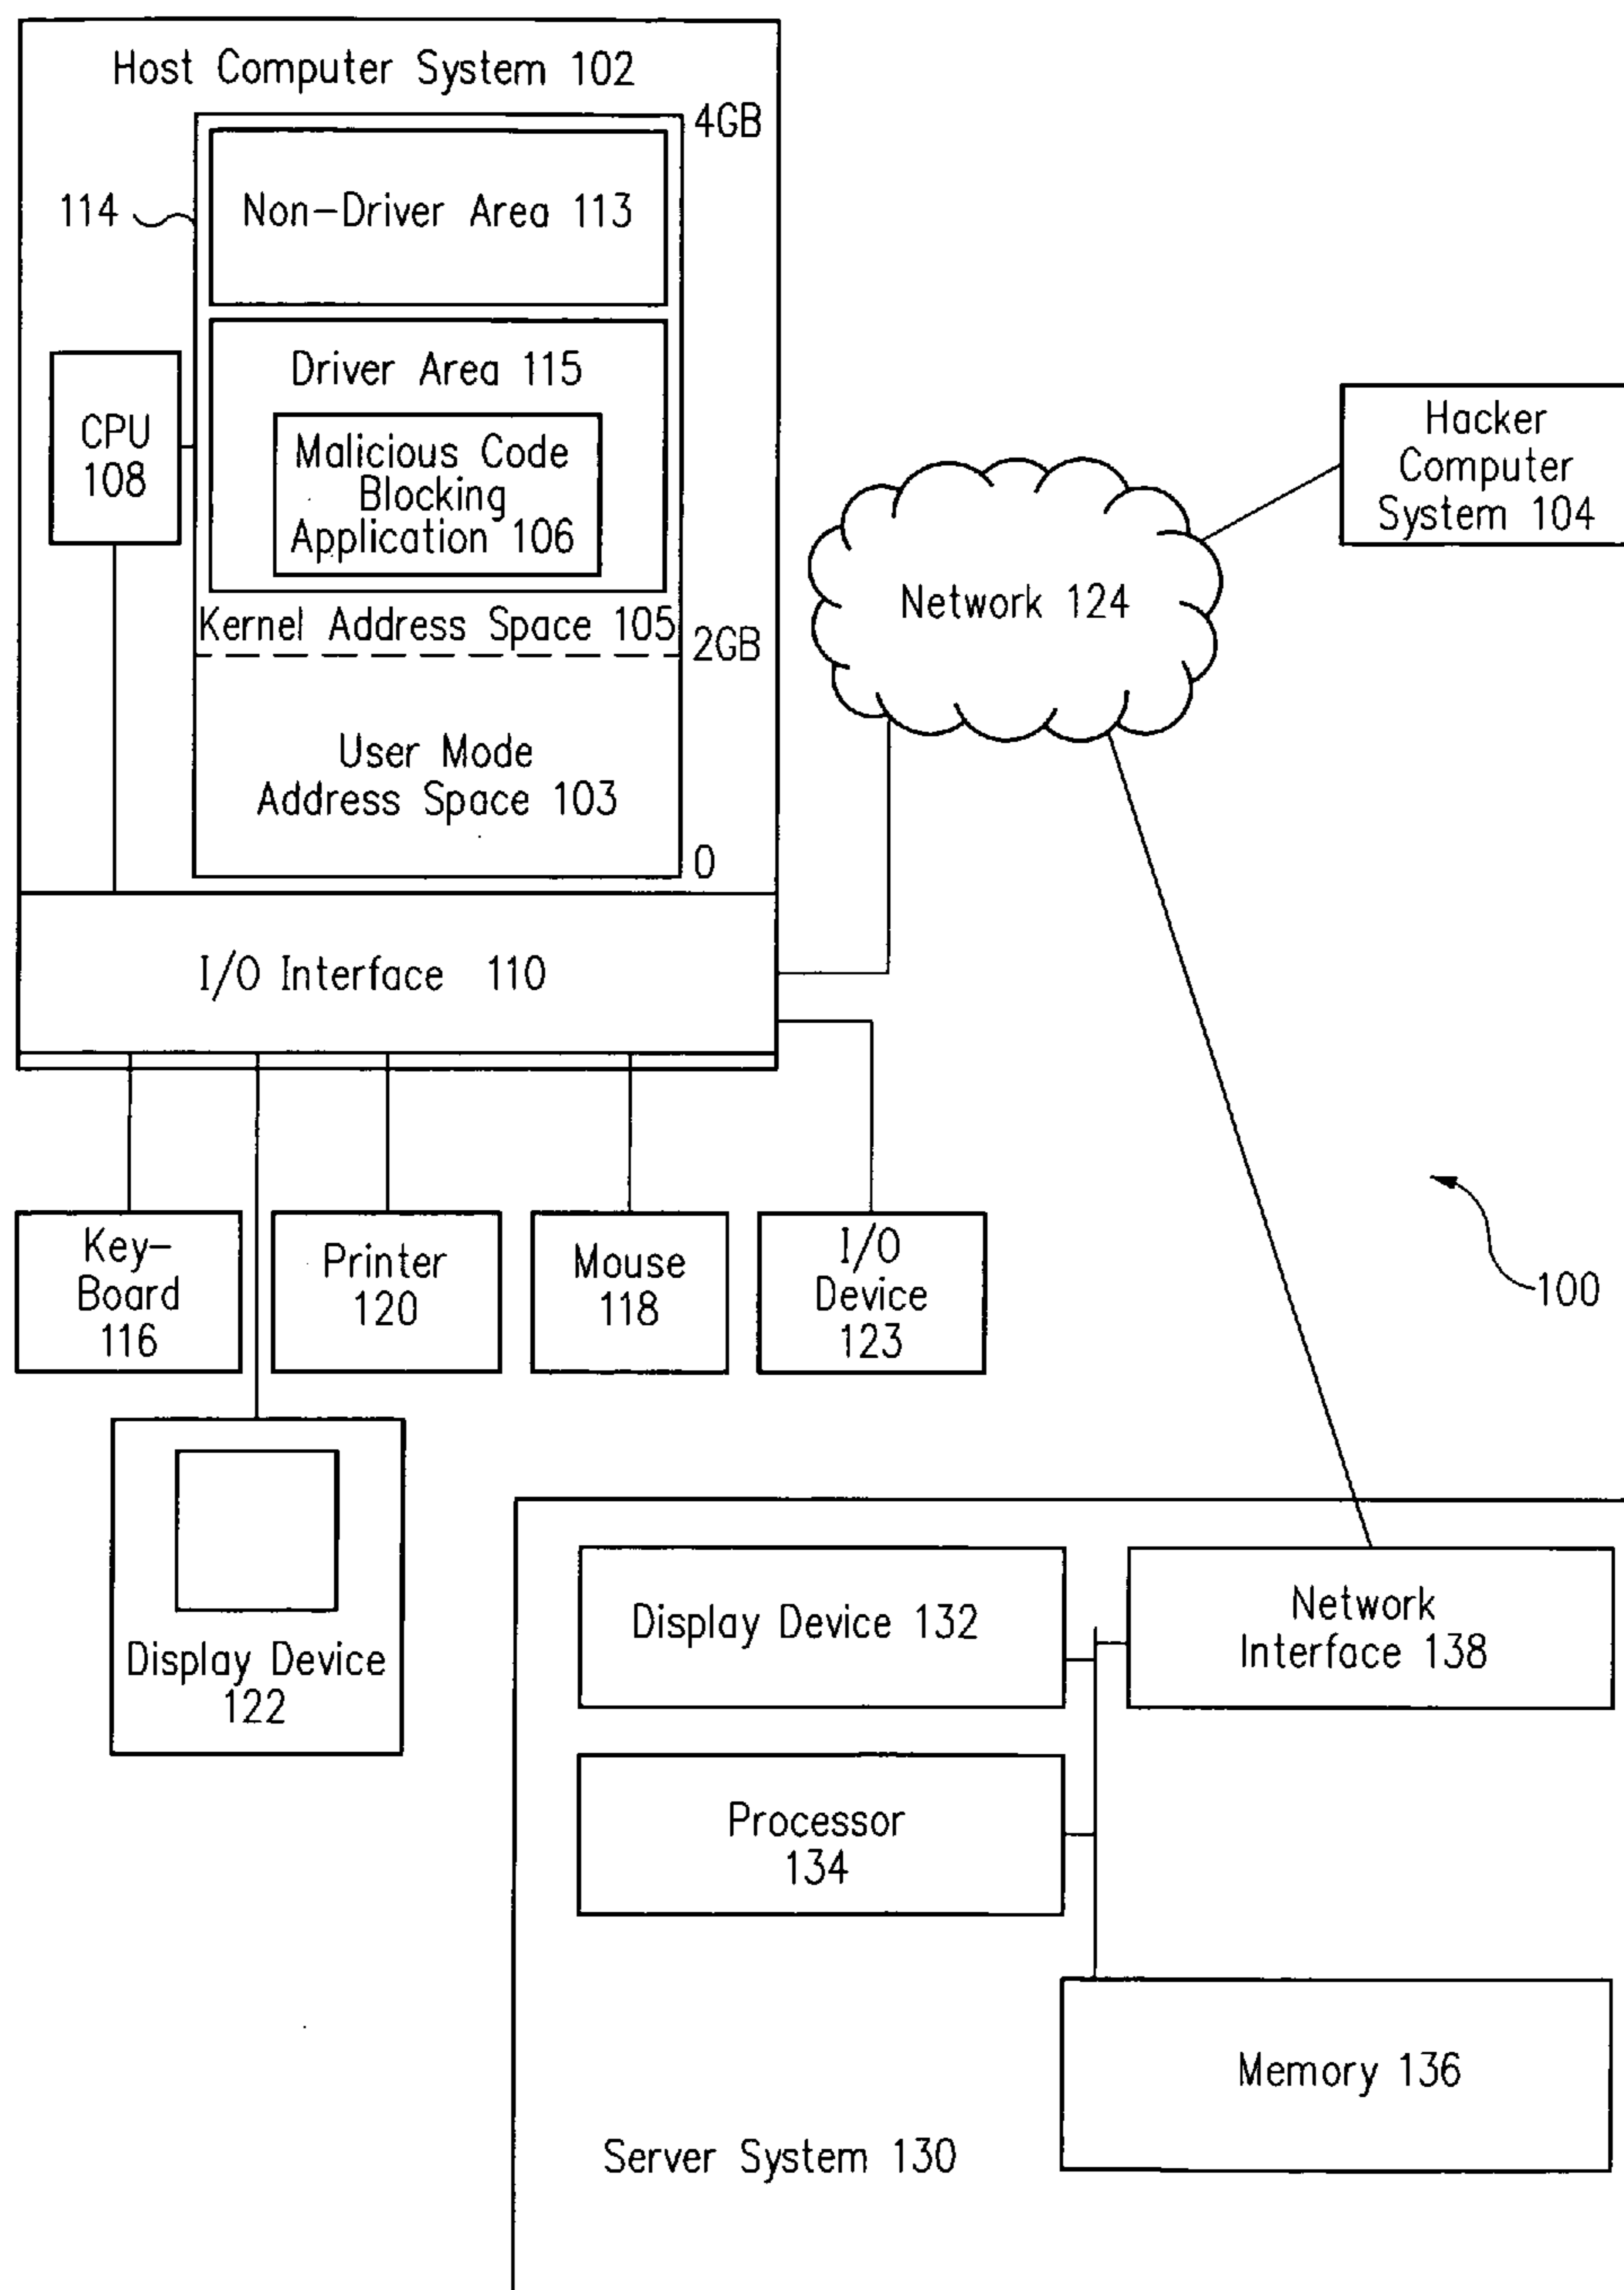 Host Computer System 102
4GB
114
Non-Driver Area 113
Driver Area 115
CPU
108
Malicious Code
Blocking
Application 106
Kernel Address Space 105
2GB
User Mode
Address Space 103
0
I/O Interface 110
Hacker
Computer
System 104
Network 124
Key-
Board
116
Printer
120
Mouse
118
I/O
Device
123
100
Display Device
122
Display Device 132
Network
Interface 138
Processor
134
Memory 136
Server System 130